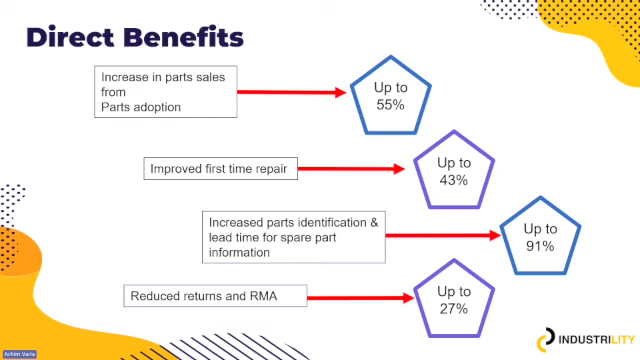 Direct Benefits
Increase in parts sales
from
Parts adoption
Up to
55%
Improved first time repair
Up to
43%
Increased parts identification &
lead time for spare part
information
Up to
91%
Reduced returns and RMA
Up to
27%
INDUSTRILITY